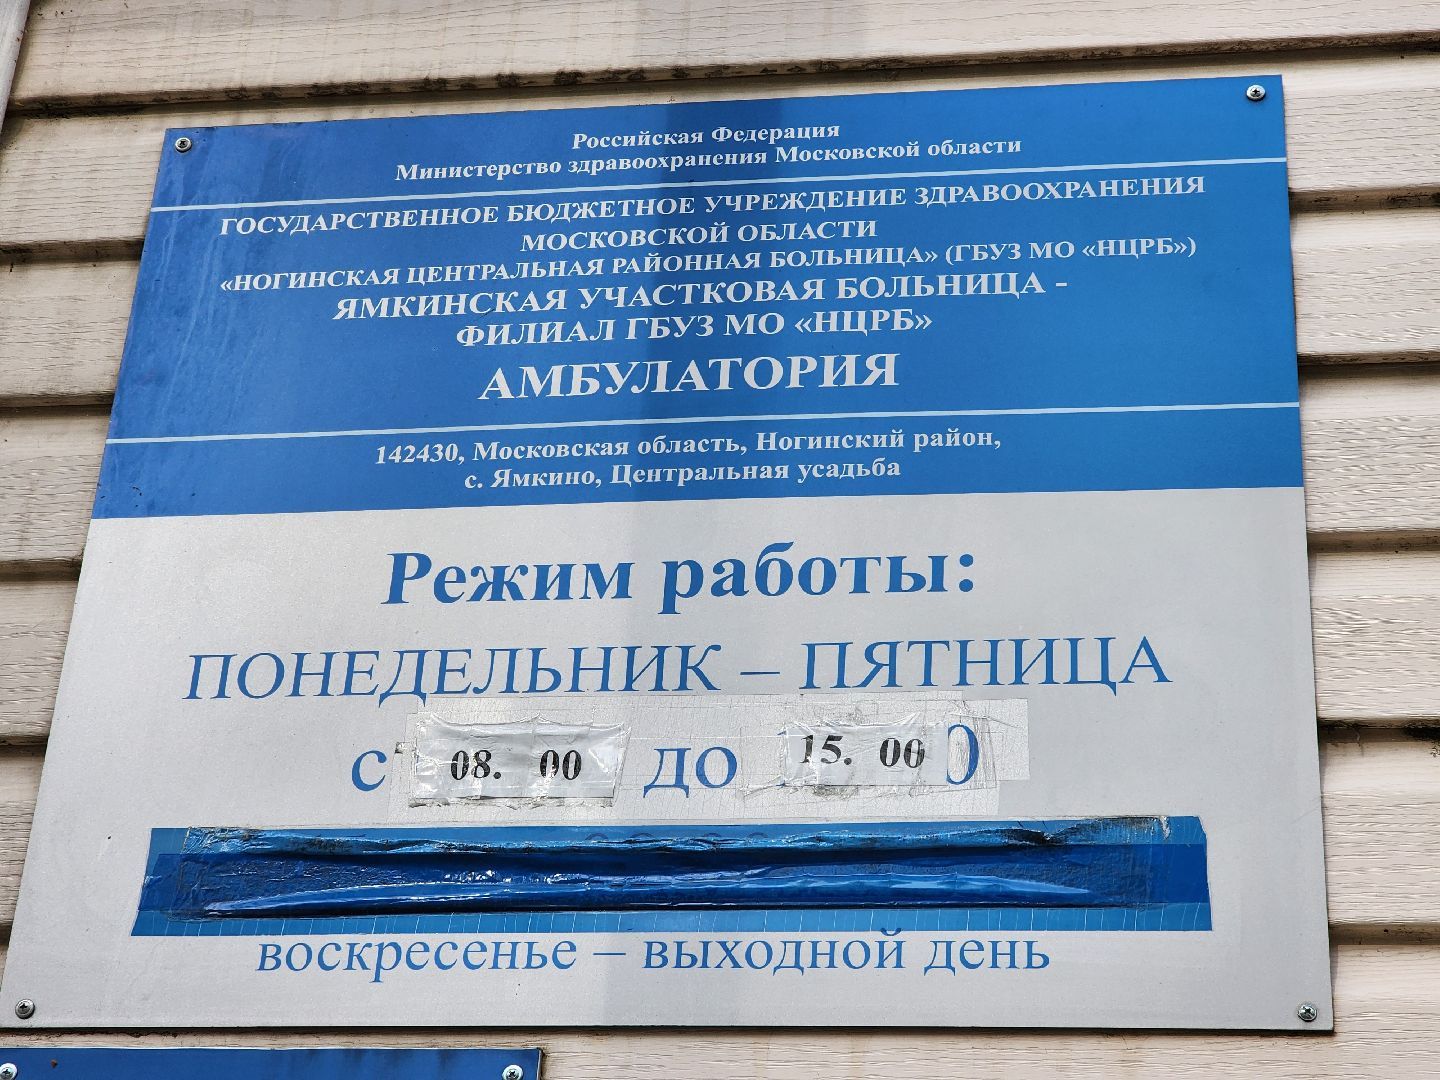 Российская Федерация
Министерство здравоохранения Московской области
ГОСУДАРСТВЕННОЕ БЮДЖЕТНОЕ УЧРЕЖДЕНИЕ ЗДРАВООХРАНЕНИЯ
МОСКОВСКОЙ ОБЛАСТИ
«НОГИНСКАЯ ЦЕНТРАЛЬНАЯ РАЙОННАЯ БОЛЬНИЦА» (ГБУЗ МО «НЦРБ»)
ЯМКИНСКАЯ УЧАСТКОВАЯ БОЛЬНИЦА -
ФИЛИАЛ ГБУЗ МО «НЦРБ»
АМБУЛАТОРИЯ
142430, Московская область, Ногинский район,
с. Ямкино, Центральная усадьба
Режим работы:
ПОНЕДЕЛЬНИК – ПЯТНИЦА
с 08. 00 до 15. 00
воскресенье – выходной день